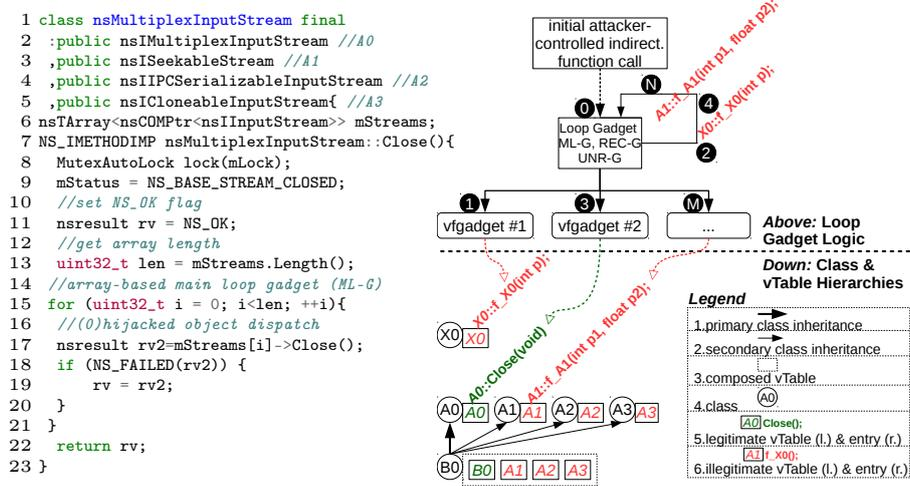 1 class nsMultiplexInputStream final
2 :public nsIMultiplexInputStream //A0
3 ,public nsISeekableStream //A1
4 ,public nsIIPCSerializableInputStream //A2
5 ,public nsICloneableInputStream{ //A3
6 nsTArray<nsCOMPtr<nsIInputStream>> mStreams;
7 NS_IMETHODIMP nsMultiplexInputStream::Close(){
8 MutexAutoLock lock(mLock);
9 mStatus = NS_BASE_STREAM_CLOSED;
10 //set NS_OK flag
11 nsresult rv = NS_OK;
12 //get array length
13 uint32_t len = mStreams.Length();
14 //array-based main loop gadget (ML-G)
15 for (uint32_t i = 0; i<len; ++i){
16 //(0)hijacked object dispatch
17 nsresult rv2=mStreams[i]->Close();
18 if (NS_FAILED(rv2)) {
19 rv = rv2;
20 }
21 }
22 return rv;
23 }
initial attacker-
controlled indirect.
function call
A1::f_A1(int p1, float p2);
X0::f_X0(int p);
N
0
4
2
Loop Gadget
ML-G, REC-G
UNR-G
1
3
M
vfgadget #1
vfgadget #2
...
Above: Loop
Gadget Logic
Down: Class &
vTable Hierarchies
X0::f_X0(int p);
A0::Close(void)
A1::f_A1(int p1, float p2);
X0 X0
A0 A0 A1 A1 A2 A2 A3 A3
B0 B0 A1 A2 A3
Legend
1.primary class inheritance
2.secondary class inheritance
3.composed vTable
A0
4.class
A0 Close();
5.legitimate vTable (l.) & entry (r.)
A1 f_X0();
6.illegitimate vTable (l.) & entry (r.)